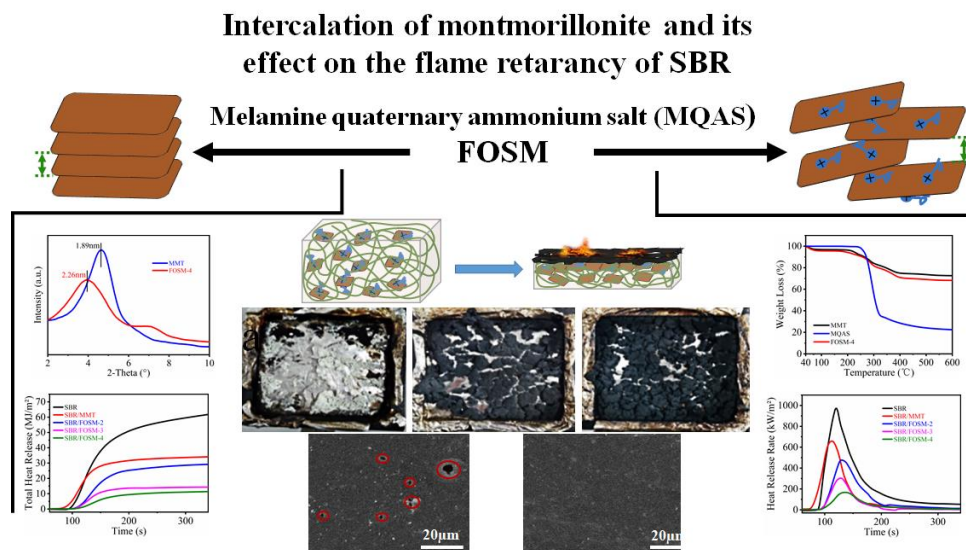 Intercalation of montmorillonite and its
effect on the flame retarancy of SBR
Melamine quaternary ammonium salt (MQAS)
FOSM
1.89nm
2.26nm
MMT
FOSM-4
Intensity (a.u.)
2 4 6 8 10
2-Theta (°)
a
100
80
60
40
20
0
Weight Loss (%)
MMT
MQAS
FOSM-4
40 100 200 300 400 500 600
Temperature (℃)
70
60
50
40
30
20
10
0
Total Heat Release (MJ/m²)
SBR
SBR/MMT
SBR/FOSM-2
SBR/FOSM-3
SBR/FOSM-4
100 200 300
Time (s)
20μm
20μm
1000
800
600
400
200
0
Heat Release Rate (kW/m²)
SBR
SBR/MMT
SBR/FOSM-2
SBR/FOSM-3
SBR/FOSM-4
0 100 200 300
Time (s)